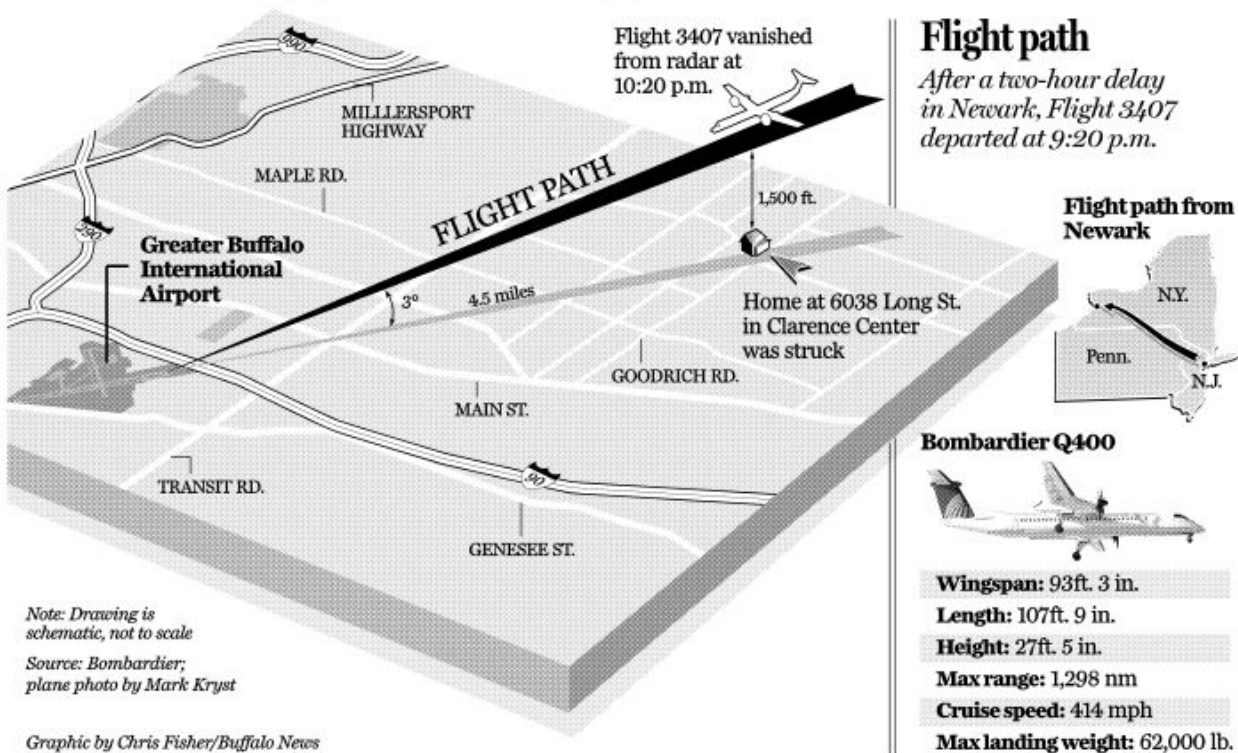 990
MILLLERSPORT
HIGHWAY
Flight 3407 vanished
from radar at
10:20 p.m.
MAPLE RD.
FLIGHT PATH
1,500 ft.
290
Greater Buffalo
International
Airport
3°
4.5 miles
Home at 6038 Long St.
in Clarence Center
was struck
GOODRICH RD.
MAIN ST.
TRANSIT RD.
90
GENESEE ST.
Note: Drawing is
schematic, not to scale
Source: Bombardier;
plane photo by Mark Kryst
Graphic by Chris Fisher/Buffalo News
Flight path
After a two-hour delay
in Newark, Flight 3407
departed at 9:20 p.m.
Flight path from
Newark
N.Y.
Penn.
N.J.
Bombardier Q400
Wingspan: 93ft. 3 in.
Length: 107ft. 9 in.
Height: 27ft. 5 in.
Max range: 1,298 nm
Cruise speed: 414 mph
Max landing weight: 62,000 lb.